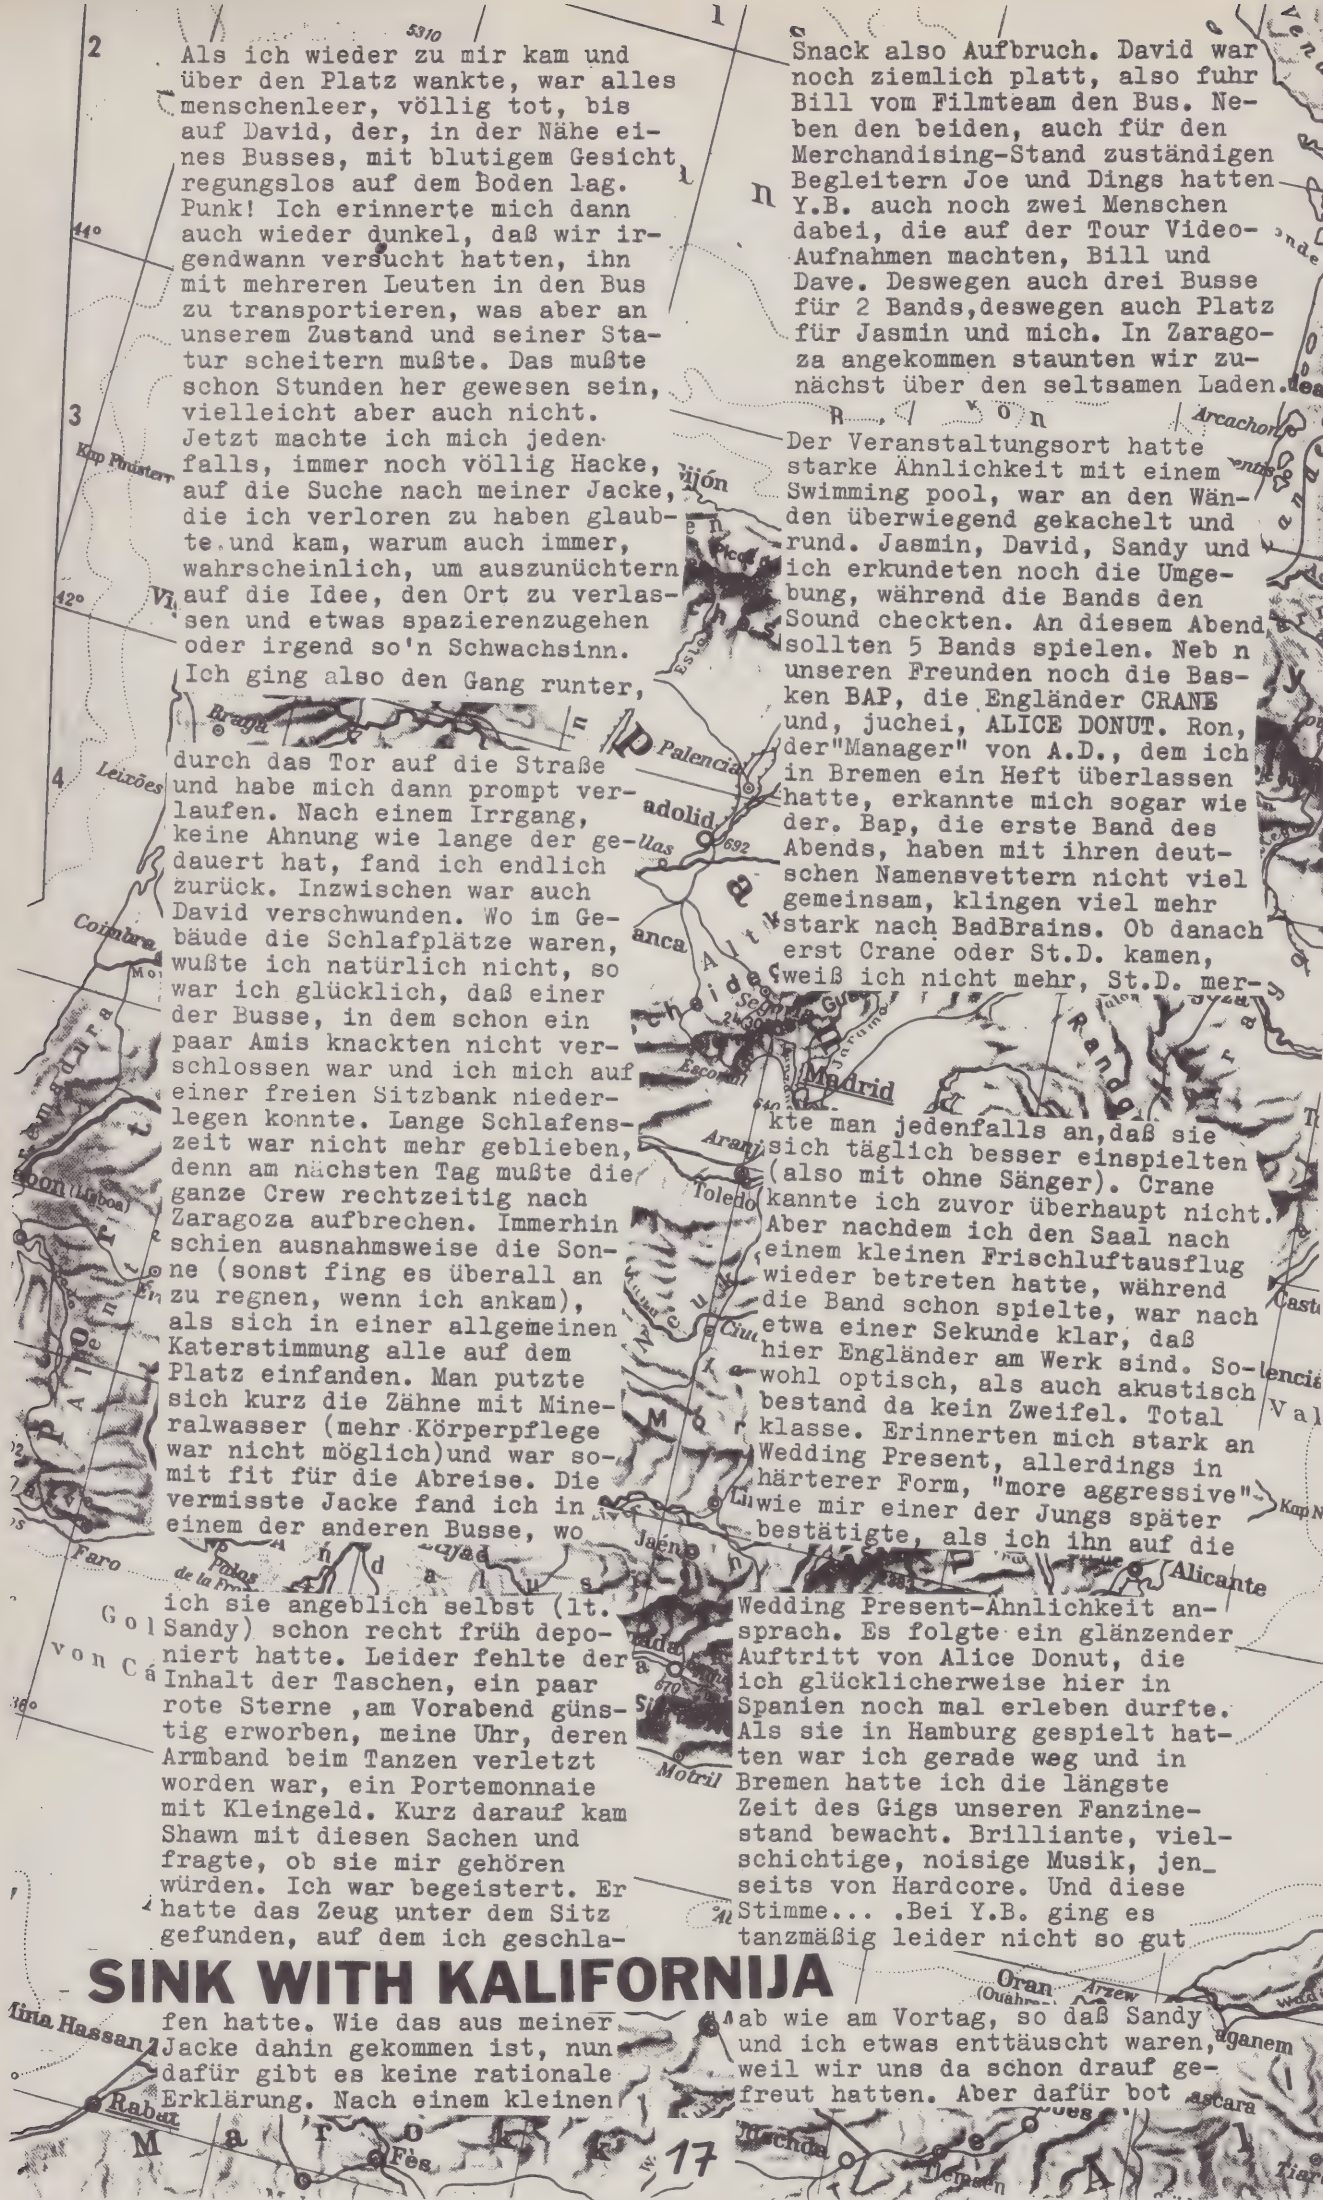 Als ich wieder zu mir kam und
über den Platz wankte, war alles
menschenleer, völlig tot, bis
auf David, der, in der Nähe ei-
nes Busses, mit blutigem Gesicht
regungslos auf dem Boden lag.
Punk! Ich erinnerte mich dann
auch wieder dunkel, daß wir ir-
gendwann versucht hatten, ihn
mit mehreren Leuten in den Bus
zu transportieren, was aber an
unserem Zustand und seiner Sta-
tur scheitern mußte. Das mußte
schon Stunden her gewesen sein,
vielleicht aber auch nicht.
Jetzt machte ich mich jeden-
falls, immer noch völlig Hacke,
auf die Suche nach meiner Jacke,
die ich verloren zu haben glaub-
te.und kam, warum auch immer,
wahrscheinlich, um auszunüchtern
auf die Idee, den Ort zu verlas-
sen und etwas spazierenzugehen
oder irgend so'n Schwachsinn.
Ich ging also den Gang runter,
durch das Tor auf die Straße
und habe mich dann prompt ver-
laufen. Nach einem Irrgang,
keine Ahnung wie lange der ge-
dauert hat, fand ich endlich
zurück. Inzwischen war auch
David verschwunden. Wo im Ge-
bäude die Schlafplätze waren,
wußte ich natürlich nicht, so
war ich glücklich, daß einer
der Busse, in dem schon ein
paar Amis knackten nicht ver-
schlossen war und ich mich auf
einer freien Sitzbank nieder-
legen konnte. Lange Schlafens-
zeit war nicht mehr geblieben,
denn am nächsten Tag mußte die
ganze Crew rechtzeitig nach
Zaragoza aufbrechen. Immerhin
schien ausnahmsweise die Son-
ne (sonst fing es überall an
zu regnen, wenn ich ankam),
als sich in einer allgemeinen
Katerstimmung alle auf dem
Platz einfanden. Man putzte
sich kurz die Zähne mit Mine-
ralwasser (mehr Körperpflege
war nicht möglich)und war so-
mit fit für die Abreise. Die
vermisste Jacke fand ich in
einem der anderen Busse, wo
ich sie angeblich selbst (lt.
Sandy) schon recht früh depo-
niert hatte. Leider fehlte der
Inhalt der Taschen, ein paar
rote Sterne ,am Vorabend güns-
tig erworben, meine Uhr, deren
Armband beim Tanzen verletzt
worden war, ein Portemonnaie
mit Kleingeld. Kurz darauf kam
Shawn mit diesen Sachen und
fragte, ob sie mir gehören
würden. Ich war begeistert. Er
hatte das Zeug unter dem Sitz
gefunden, auf dem ich geschla-
SINK WITH KALIFORNIJA
fen hatte. Wie das aus meiner
Jacke dahin gekommen ist, nun
dafür gibt es keine rationale
Erklärung. Nach einem kleinen
Snack also Aufbruch. David war
noch ziemlich platt, also fuhr
Bill vom Filmteam den Bus. Ne-
ben den beiden, auch für den
Merchandising-Stand zuständigen
Begleitern Joe und Dings hatten
Y.B. auch noch zwei Menschen
dabei, die auf der Tour Video-
Aufnahmen machten, Bill und
Dave. Deswegen auch drei Busse
für 2 Bands,deswegen auch Platz
für Jasmin und mich. In Zarago-
za angekommen staunten wir zu-
nächst über den seltsamen Laden.
Der Veranstaltungsort hatte
starke Ähnlichkeit mit einem
Swimming pool, war an den Wän-
den überwiegend gekachelt und
rund. Jasmin, David, Sandy und
ich erkundeten noch die Umge-
bung, während die Bands den
Sound checkten. An diesem Abend
sollten 5 Bands spielen. Neb n
unseren Freunden noch die Bas-
ken BAP, die Engländer CRANE
und, juchei, ALICE DONUT. Ron,
der"Manager" von A.D., dem ich
in Bremen ein Heft überlassen
hatte, erkannte mich sogar wie
der. Bap, die erste Band des
Abends, haben mit ihren deut-
schen Namensvettern nicht viel
gemeinsam, klingen viel mehr
stark nach BadBrains. Ob danach
erst Crane oder St.D. kamen,
weiß ich nicht mehr, St.D. mer-
kte man jedenfalls an,daß sie
sich täglich besser einspielten
(also mit ohne Sänger). Crane
kannte ich zuvor überhaupt nicht.
Aber nachdem ich den Saal nach
einem kleinen Frischluftausflug
wieder betreten hatte, während
die Band schon spielte, war nach
etwa einer Sekunde klar, daß
hier Engländer am Werk sind. So-
wohl optisch, als auch akustisch
bestand da kein Zweifel. Total
klasse. Erinnerten mich stark an
Wedding Present, allerdings in
härterer Form, "more aggressive"
wie mir einer der Jungs später
bestätigte, als ich ihn auf die
Wedding Present-Ähnlichkeit an-
sprach. Es folgte ein glänzender
Auftritt von Alice Donut, die
ich glücklicherweise hier in
Spanien noch mal erleben durfte.
Als sie in Hamburg gespielt hat-
ten war ich gerade weg und in
Bremen hatte ich die längste
Zeit des Gigs unseren Fanzine-
stand bewacht. Brilliante, viel-
schichtige, noisige Musik, jen_
seits von Hardcore. Und diese
Stimme... .Bei Y.B. ging es
tanzmäßig leider nicht so gut
ab wie am Vortag, so daß Sandy
und ich etwas enttäuscht waren,
weil wir uns da schon drauf ge-
freut hatten. Aber dafür bot
17
5310
1
2
3
4
44°
42°
36°
Arcachon
Braga
Palencia
Leixões
692
Coimbra
Madrid
Toledo
Jaén
Faro
Palos
Alicante
670
Motril
Oran
Arzew
Rabat
Marokk
Fès
Tlemsen